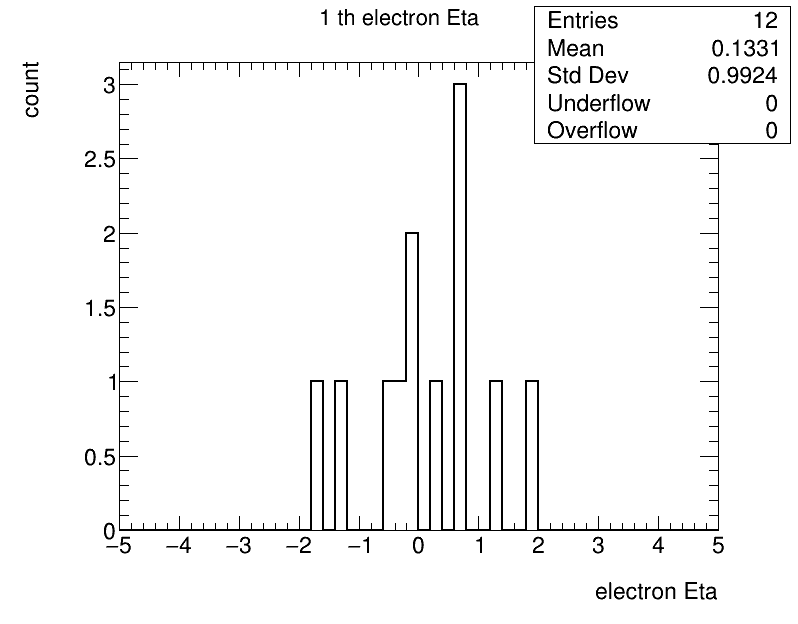 1 th electron Eta
Entries 12
Mean 0.1331
Std Dev 0.9924
Underflow 0
Overflow 0
count
3
2.5
2
1.5
1
0.5
0
−5 −4 −3 −2 −1 0 1 2 3 4 5
electron Eta